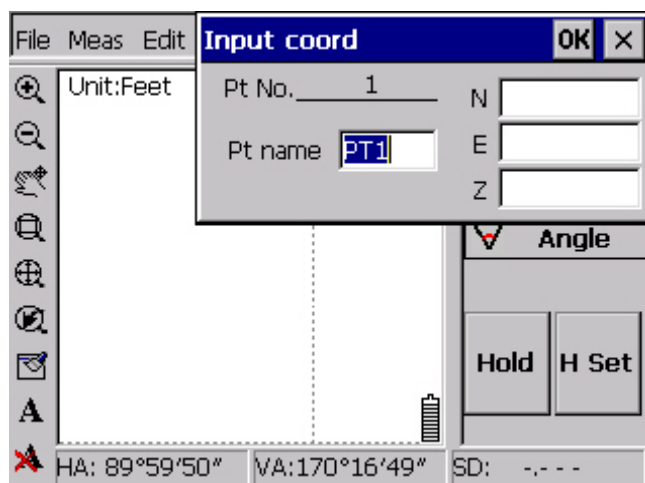 File Meas Edit
Input coord OK ×
Unit:Feet
Pt No. 1
Pt name PT1
N
E
Z
Angle
Hold
H Set
A
A
HA: 89°59′50″ VA:170°16′49″ SD: -.- - -